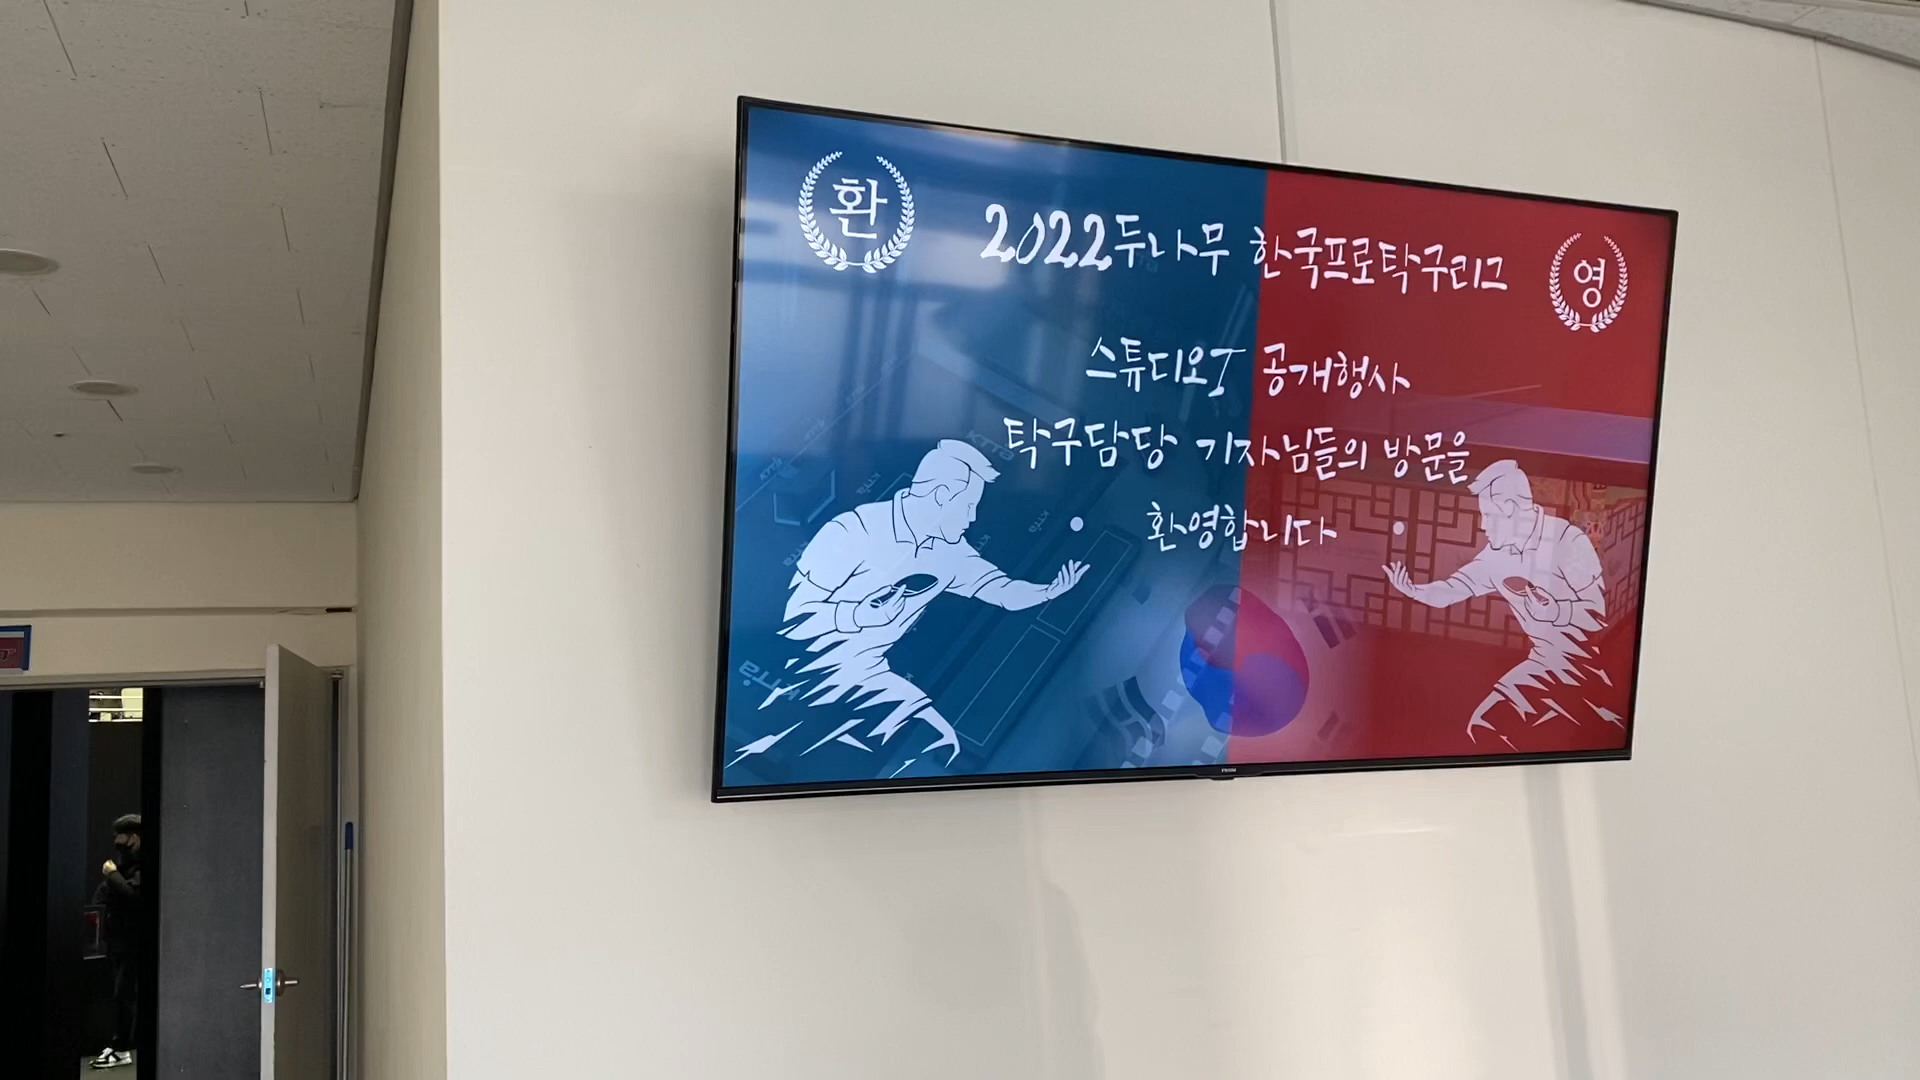 환
2022두나무 한국프로탁구리그
영
스튜디오T 공개행사
탁구담당 기자님들의 방문을
환영합니다